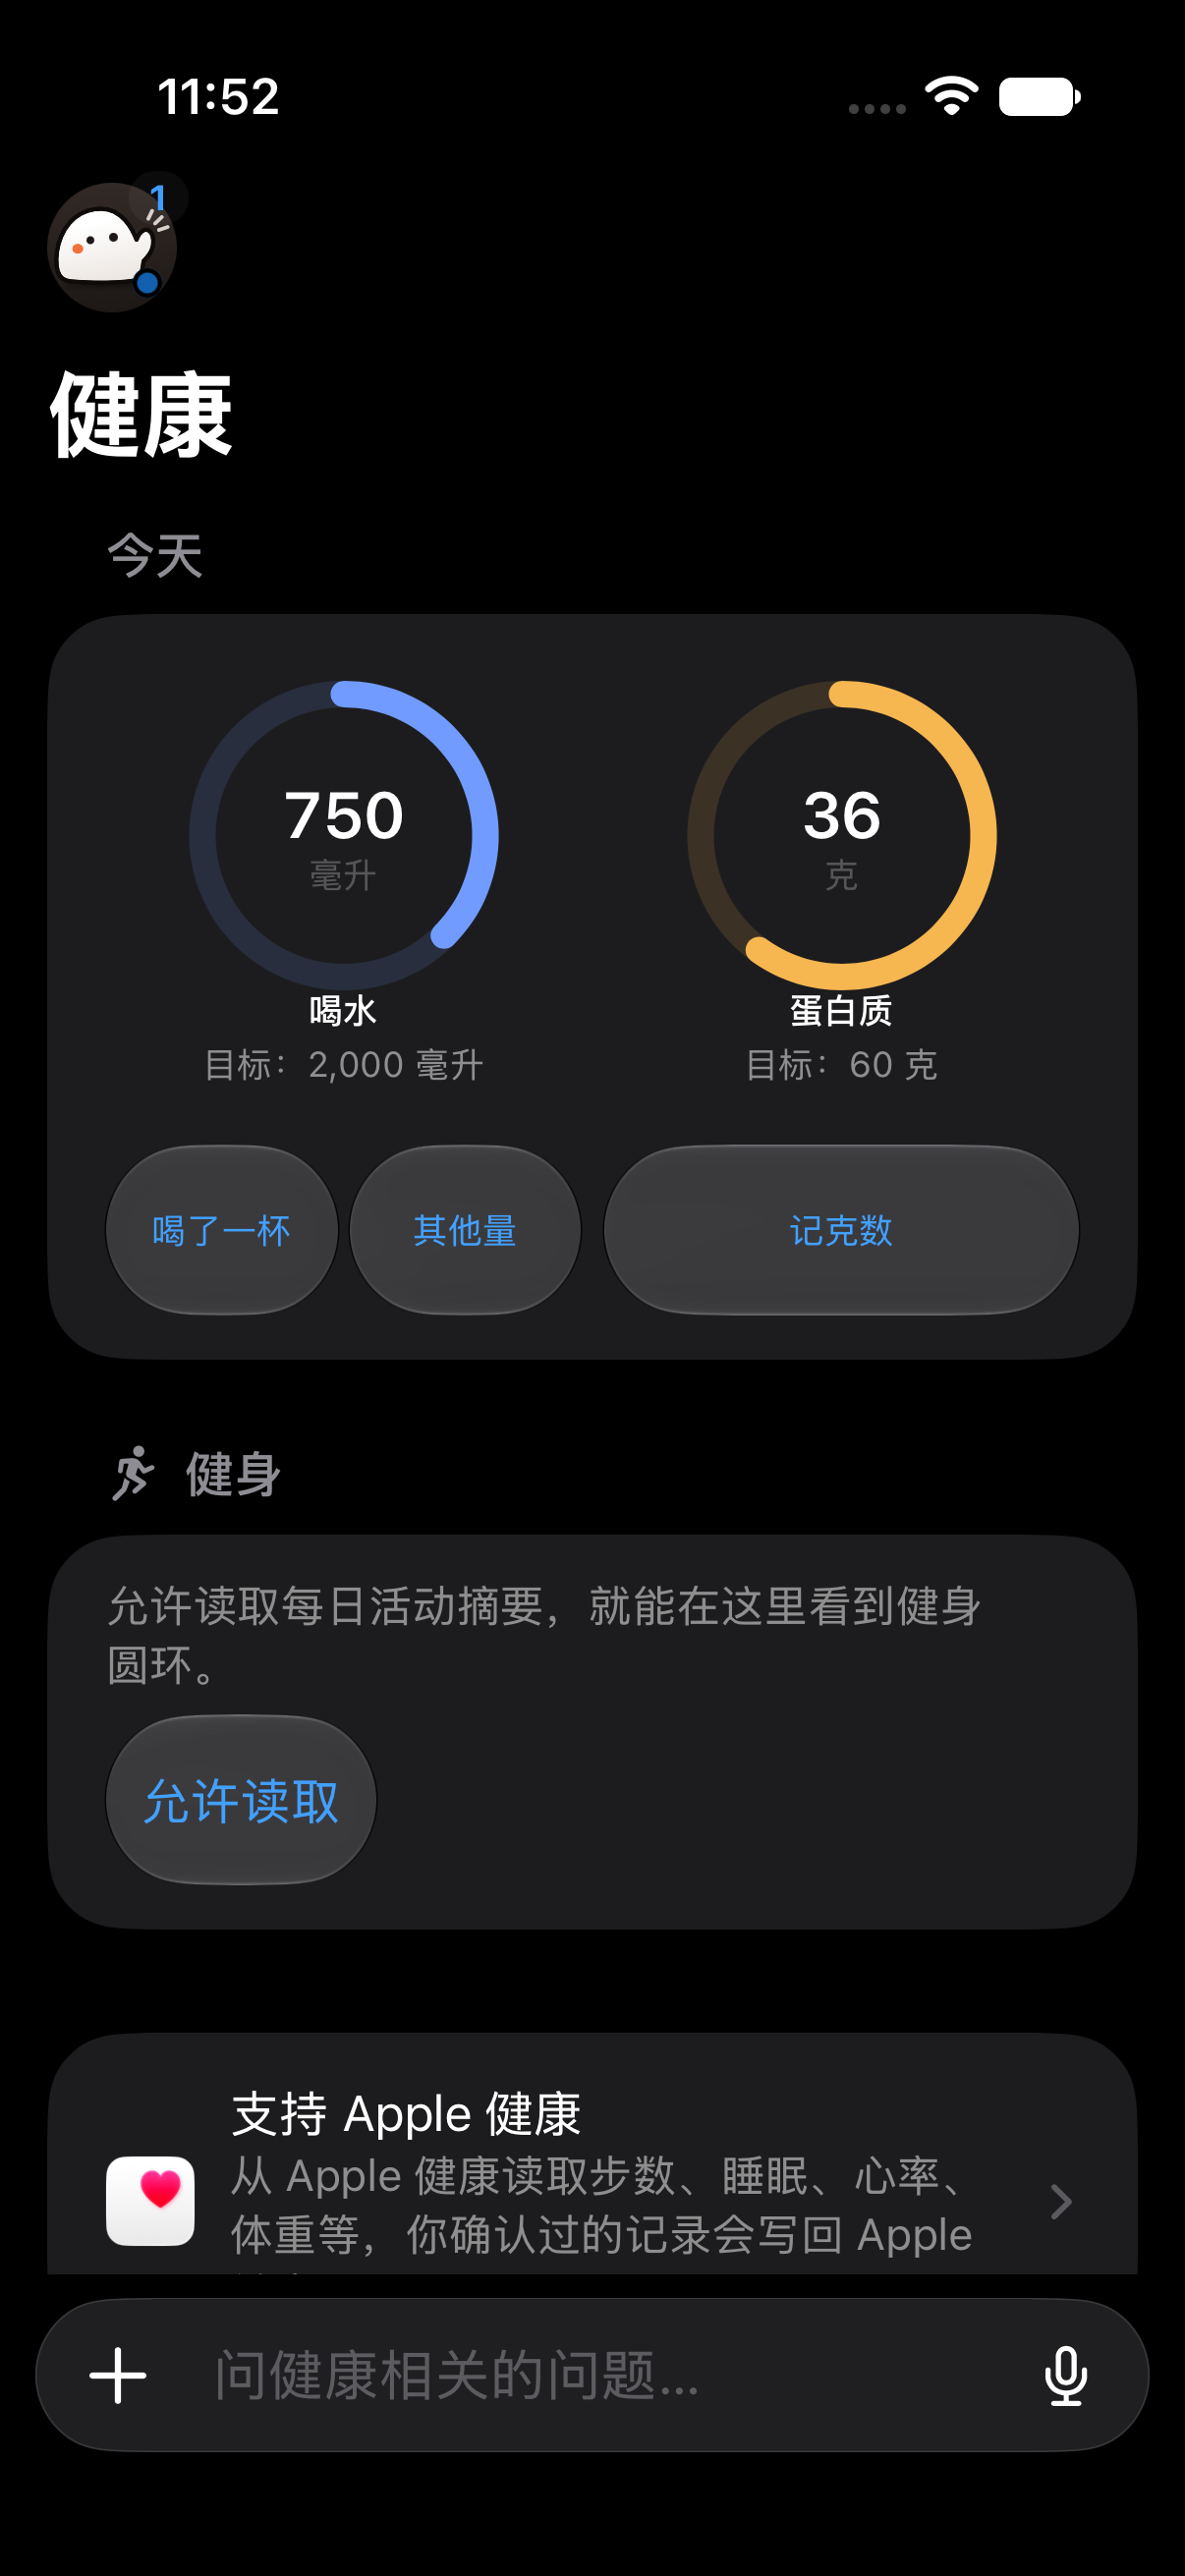 11:52
1
健康
今天
750
毫升
36
克
喝水
蛋白质
目标：2,000 毫升
目标：60 克
喝了一杯
其他量
记克数
健身
允许读取每日活动摘要，就能在这里看到健身
圆环。
允许读取
支持 Apple 健康
从 Apple 健康读取步数、睡眠、心率、
体重等，你确认过的记录会写回 Apple
问健康相关的问题...